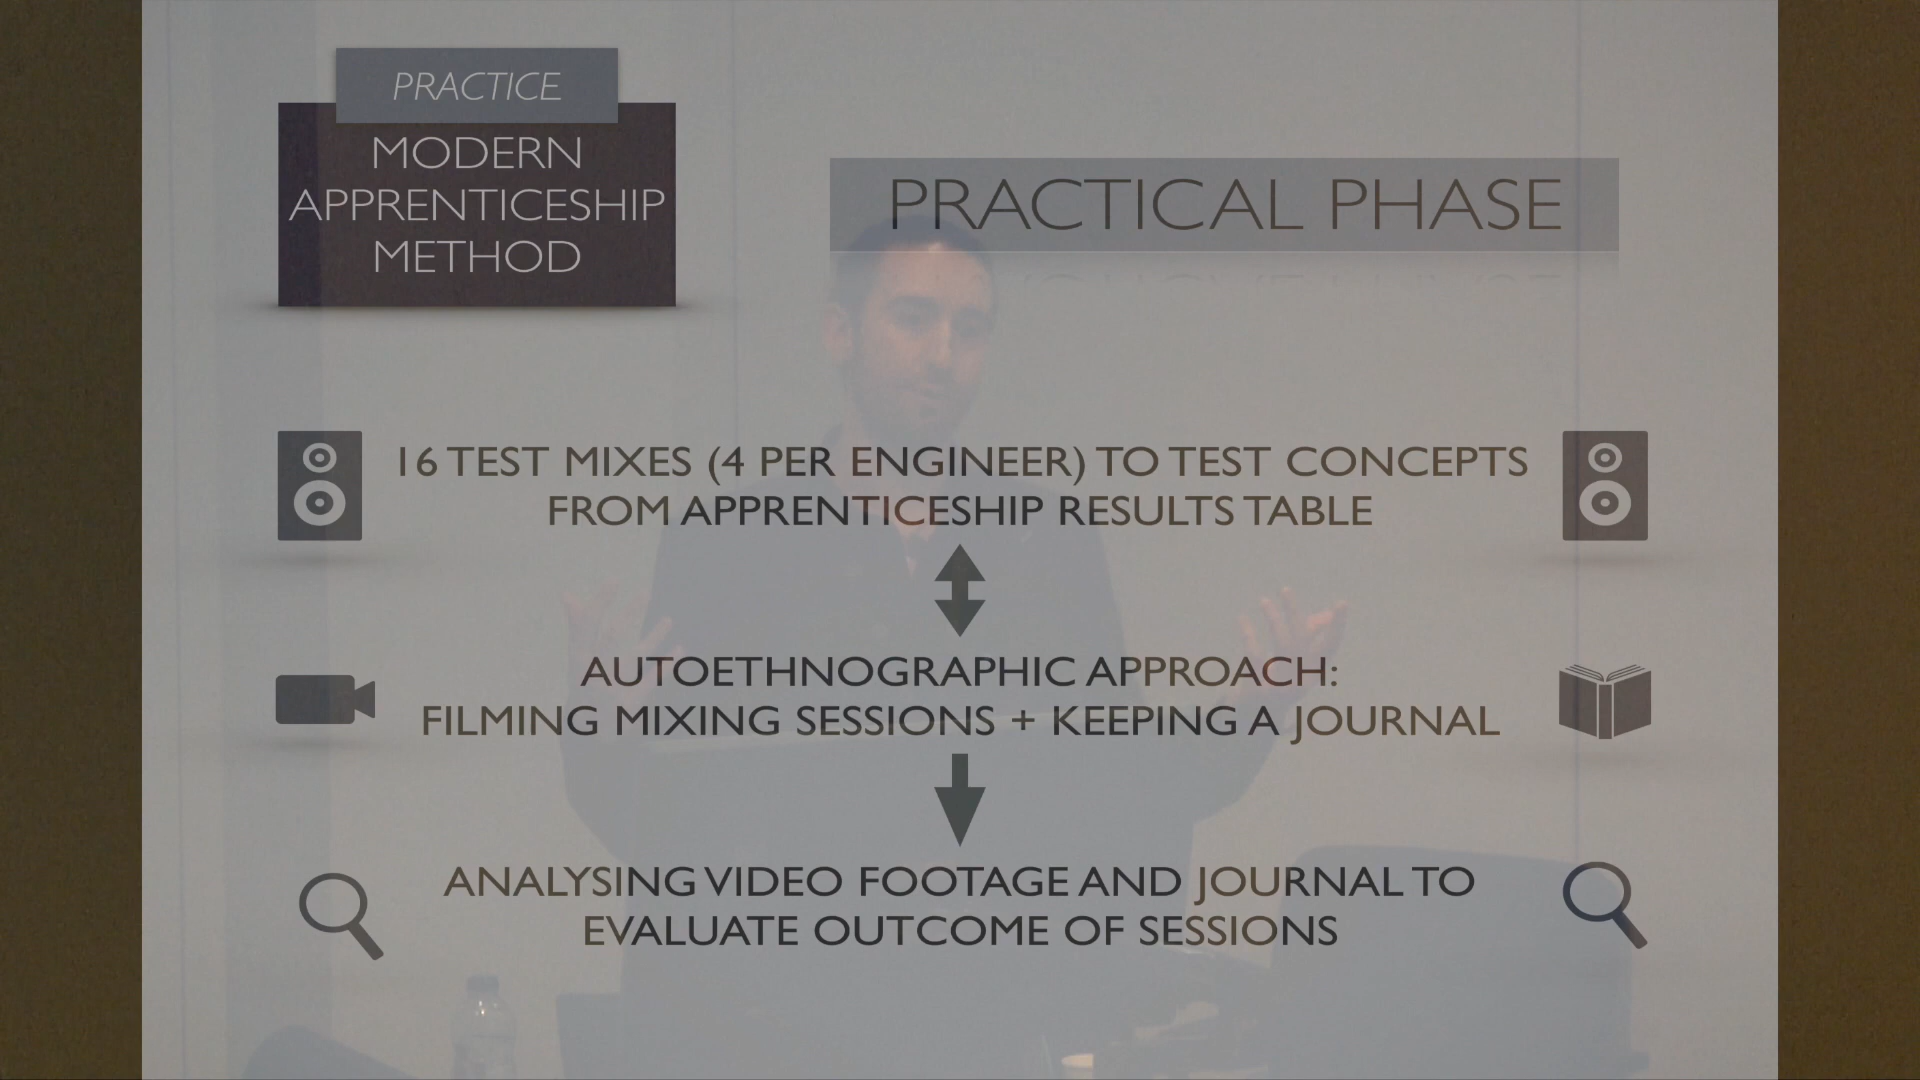 PRACTICE
MODERN
APPRENTICESHIP
METHOD
PRACTICAL PHASE
16 TEST MIXES (4 PER ENGINEER) TO TEST CONCEPTS
FROM APPRENTICESHIP RESULTS TABLE
AUTOETHNOGRAPHIC APPROACH:
FILMING MIXING SESSIONS + KEEPING A JOURNAL
ANALYSING VIDEO FOOTAGE AND JOURNAL TO
EVALUATE OUTCOME OF SESSIONS